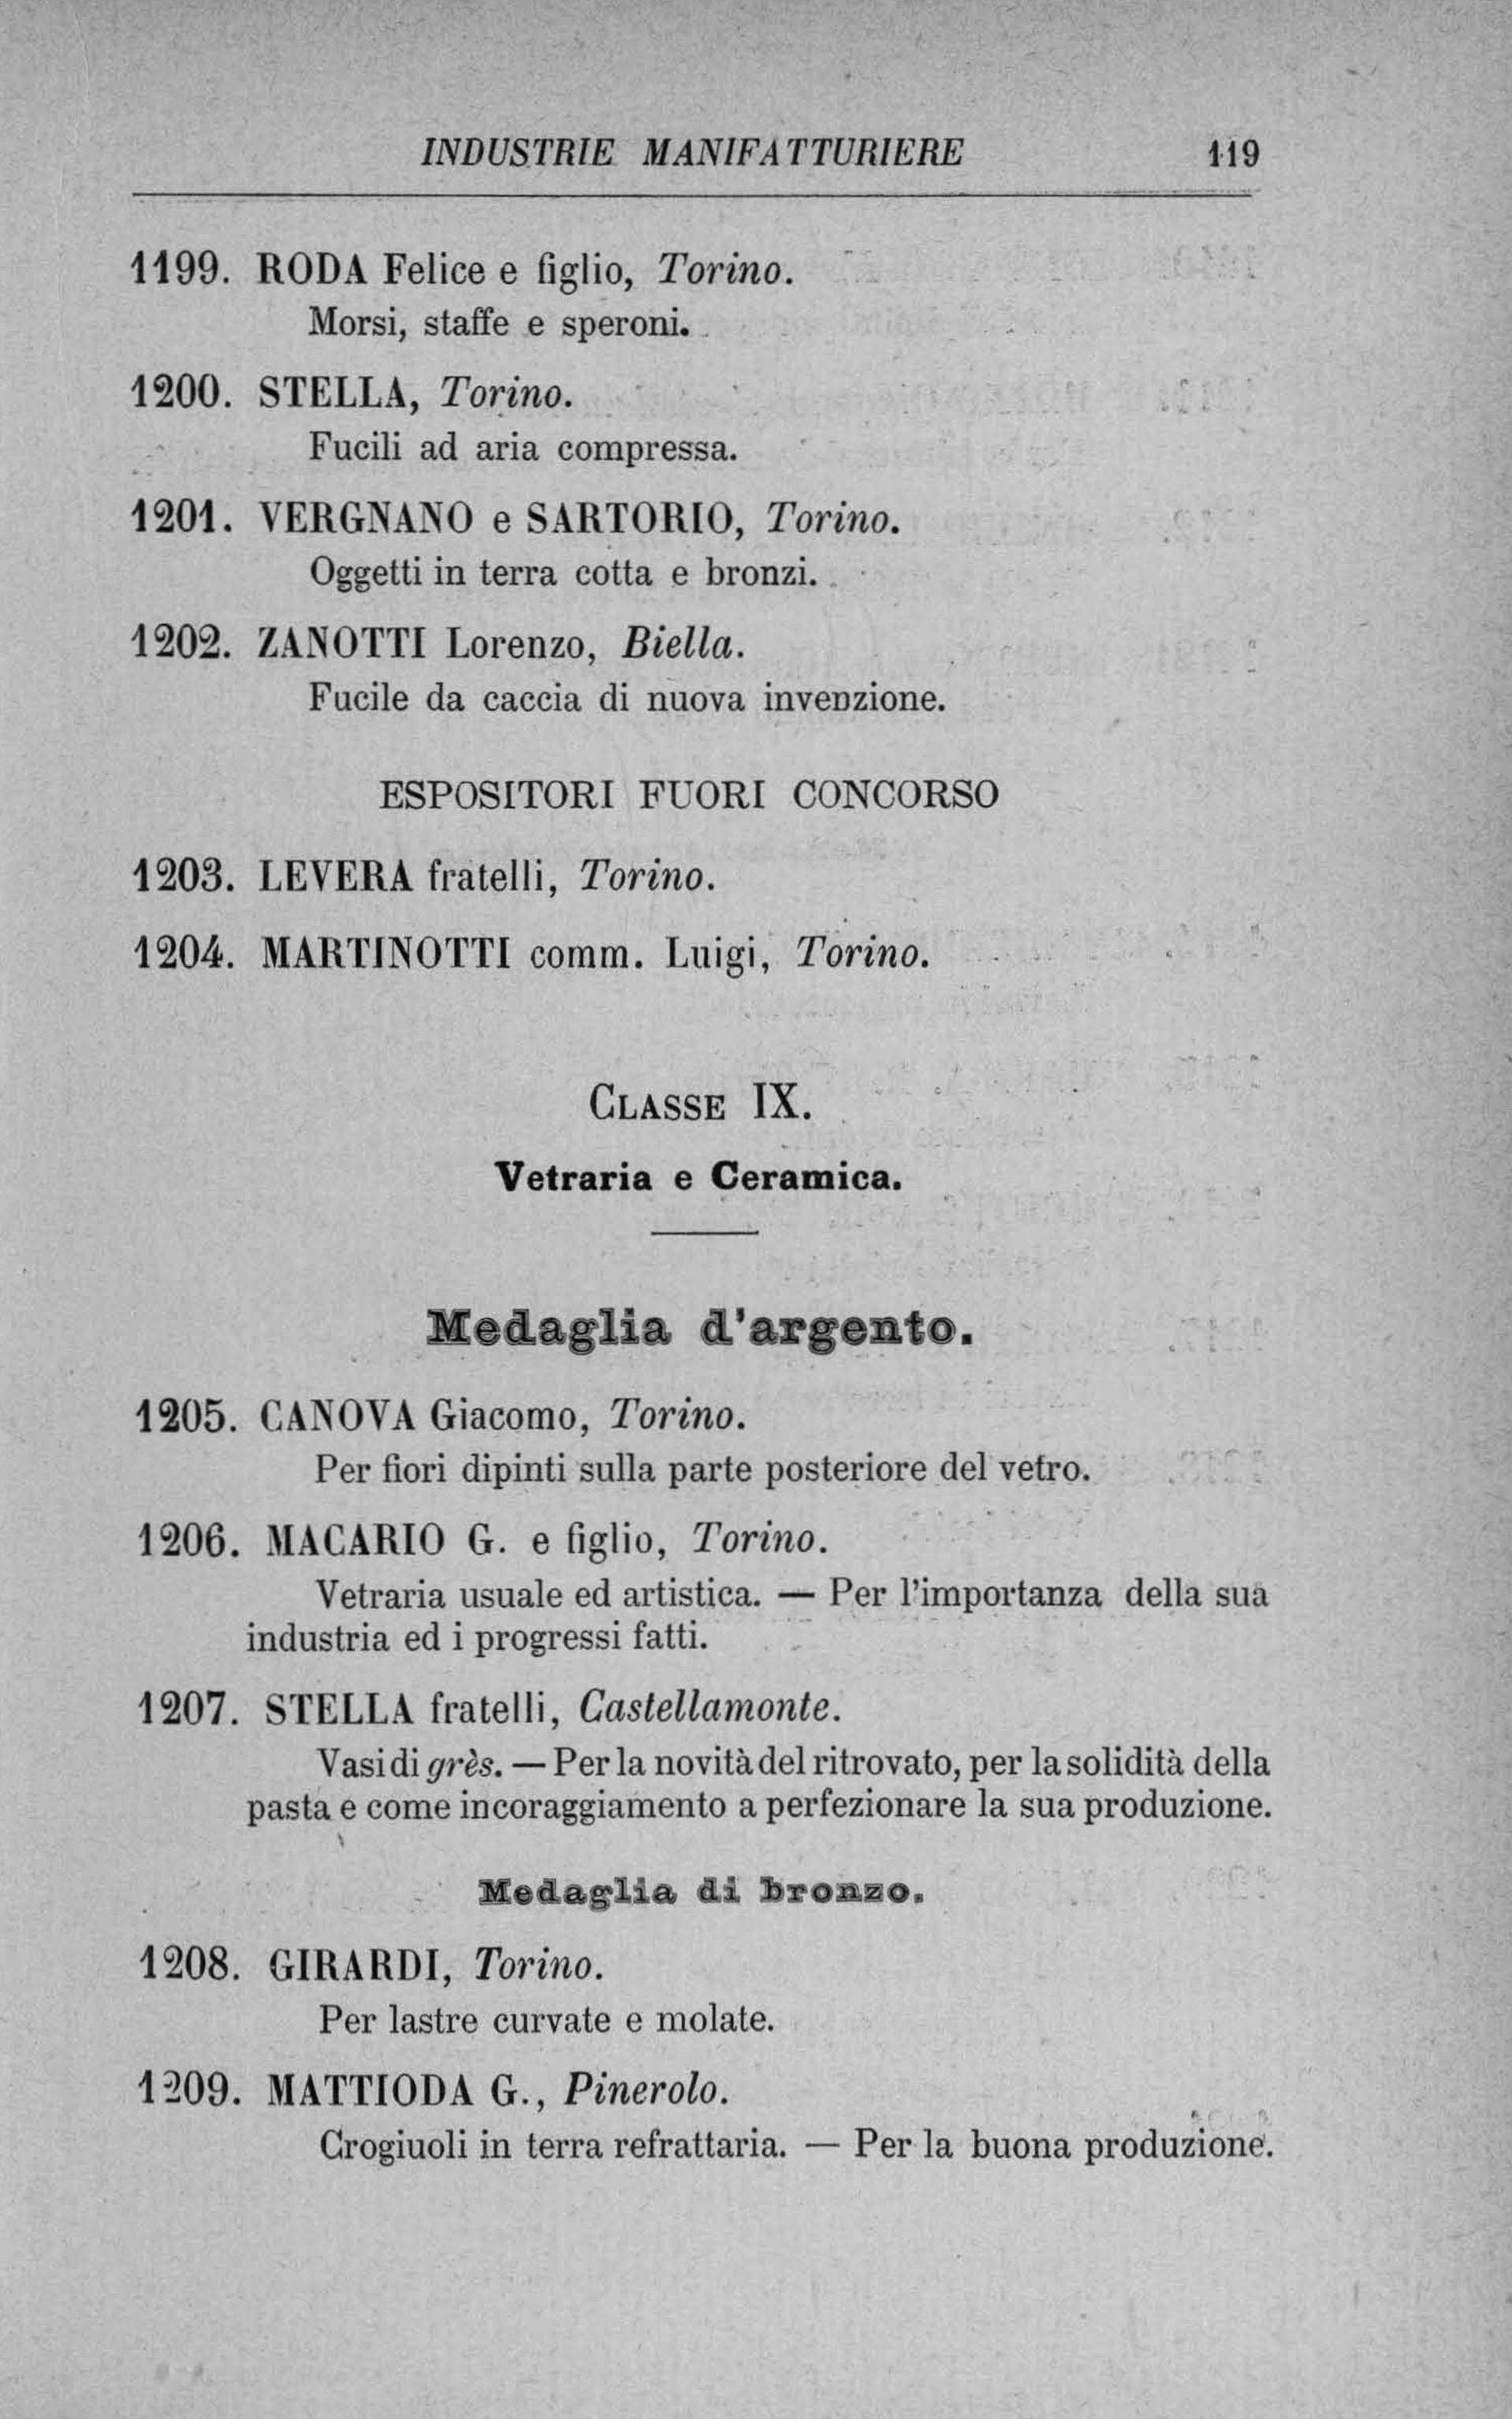 INDUSTRIE MANIFATTURIERE 119
1199. RODA Felice e figlio, Torino.
Morsi, staffe e speroni.
1200. STELLA, Torino.
Fucili ad aria compressa.
1201. VERGNANO e SARTORIO, Torino.
Oggetti in terra cotta e bronzi.
1202. ZANOTTI Lorenzo, Biella.
Fucile da caccia di nuova invenzione.
ESPOSITORI FUORI CONCORSO
1203. LEVERA fratelli, Torino.
1204. MARTINOTTI comm. Luigi, Torino.
CLASSE IX.
Vetraria e Ceramica.
Medaglia d'argento.
1205. CANOVA Giacomo, Torino.
Per fiori dipinti sulla parte posteriore del vetro.
1206. MACARIO G. e figlio, Torino.
Vetraria usuale ed artistica. — Per l'importanza della sua
industria ed i progressi fatti.
1207. STELLA fratelli, Castellamonte.
Vasi di grès. — Per la novità del ritrovato, per la solidità della
pasta e come incoraggiamento a perfezionare la sua produzione.
Medaglia di bronzo.
1208. GIRARDI, Torino.
Per lastre curvate e molate.
1209. MATTIODA G., Pinerolo.
Crogiuoli in terra refrattaria. — Per la buona produzione.